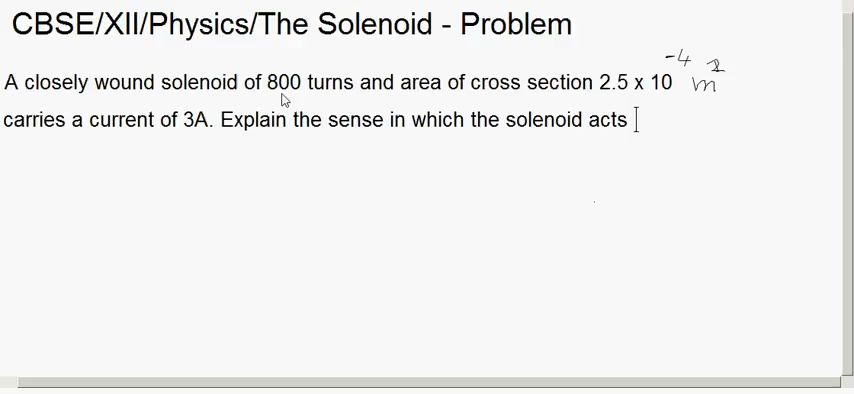 CBSE/XII/Physics/The Solenoid - Problem
A closely wound solenoid of 800 turns and area of cross section 2.5 x 10 -4 m 2
carries a current of 3A. Explain the sense in which the solenoid acts